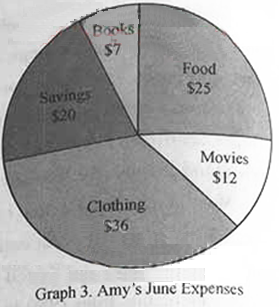 Books
$7
Food
$25
Savings
$20
Movies
$12
Clothing
$36
Graph 3. Amy's June Expenses